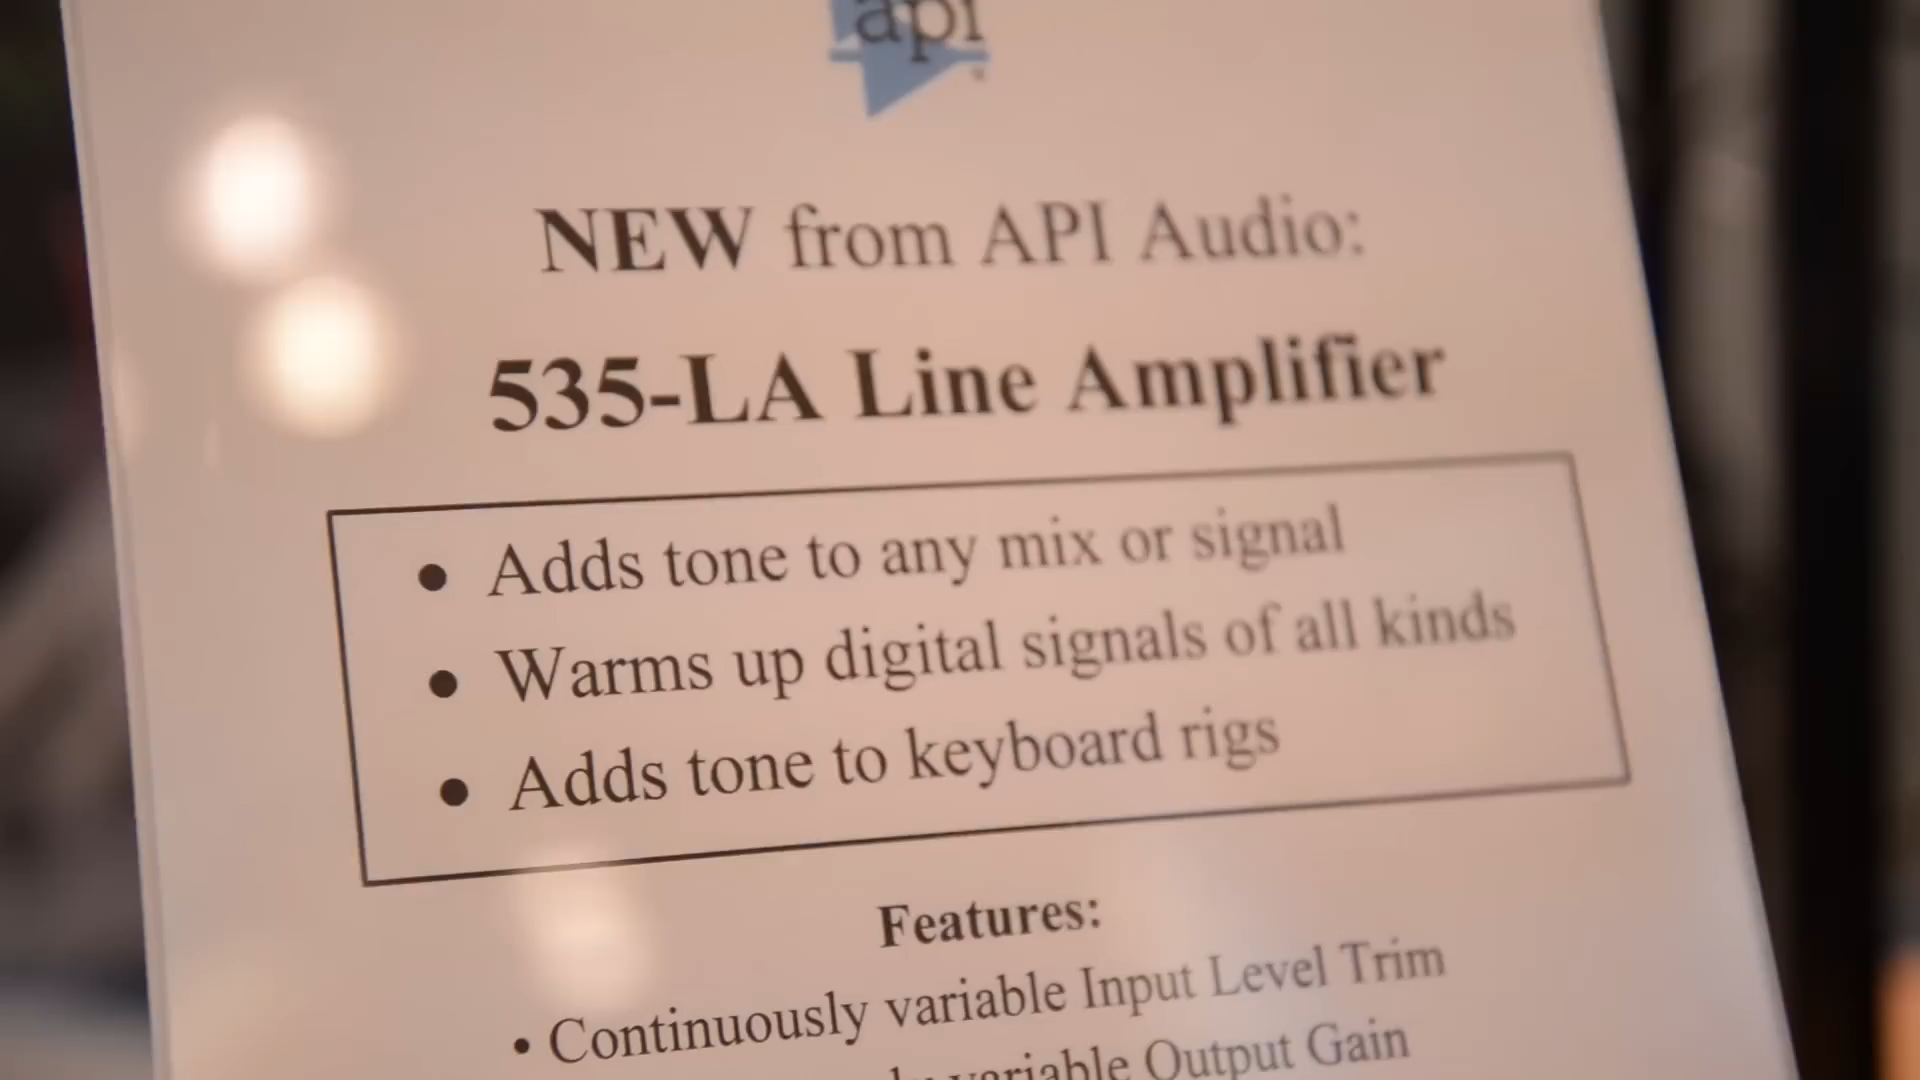 api
NEW from API Audio:
535-LA Line Amplifier
• Adds tone to any mix or signal
• Warms up digital signals of all kinds
• Adds tone to keyboard rigs
Features:
• Continuously variable Input Level Trim
variable Output Gain